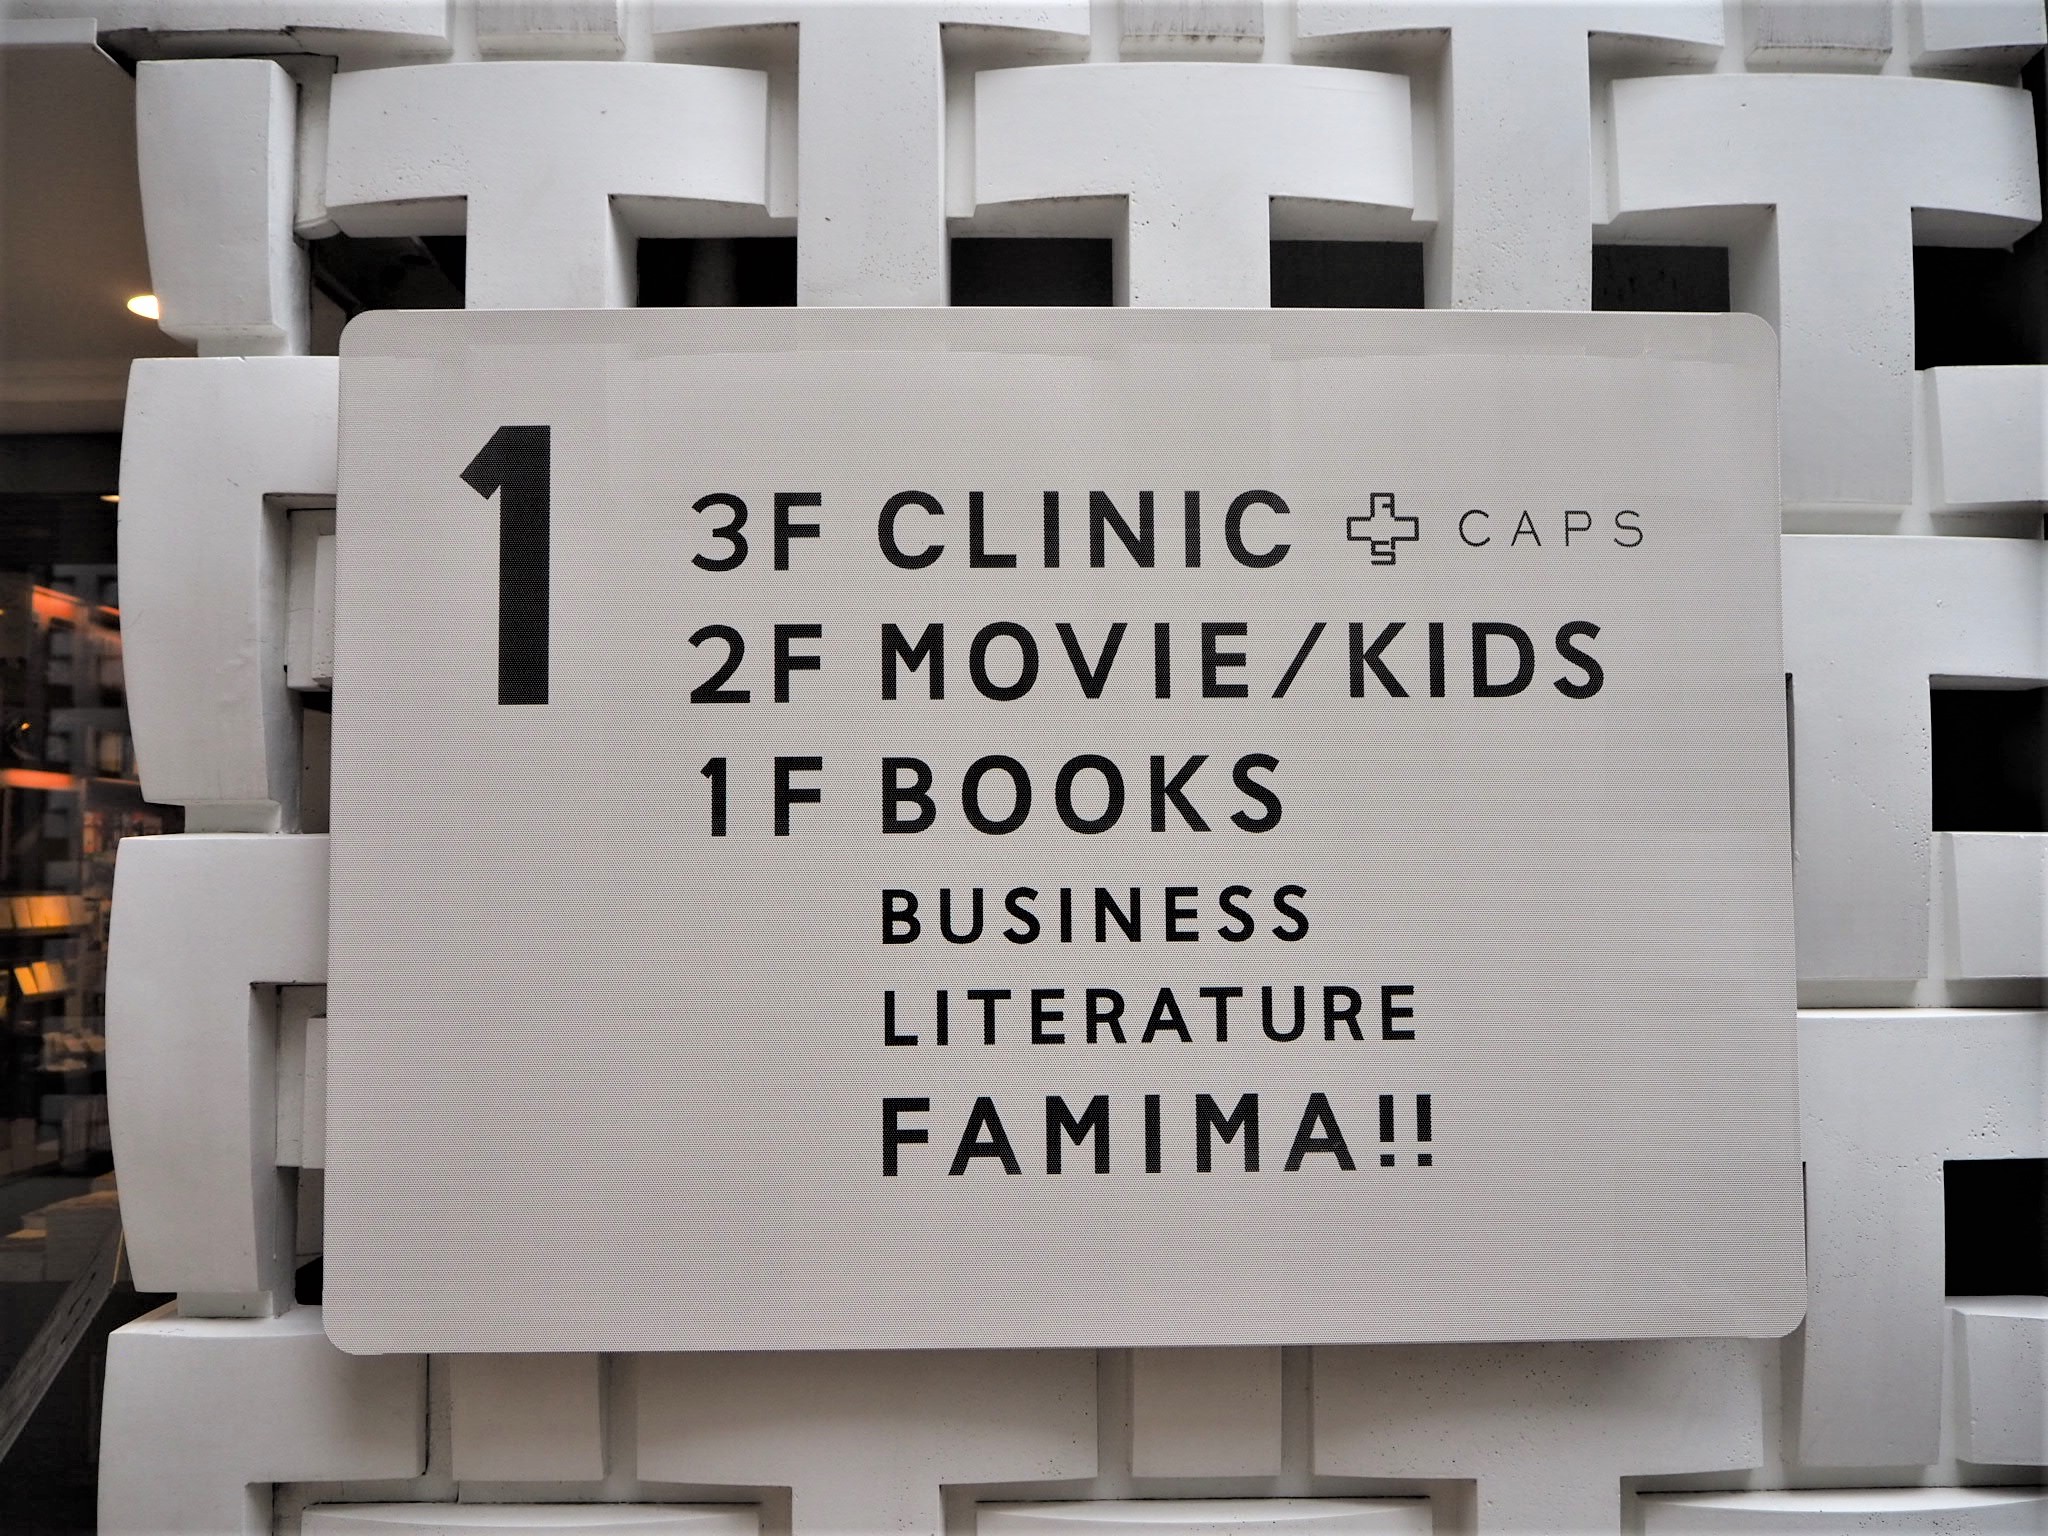 1
3F CLINIC CAPS
2F MOVIE/KIDS
1F BOOKS
BUSINESS
LITERATURE
FAMIMA!!